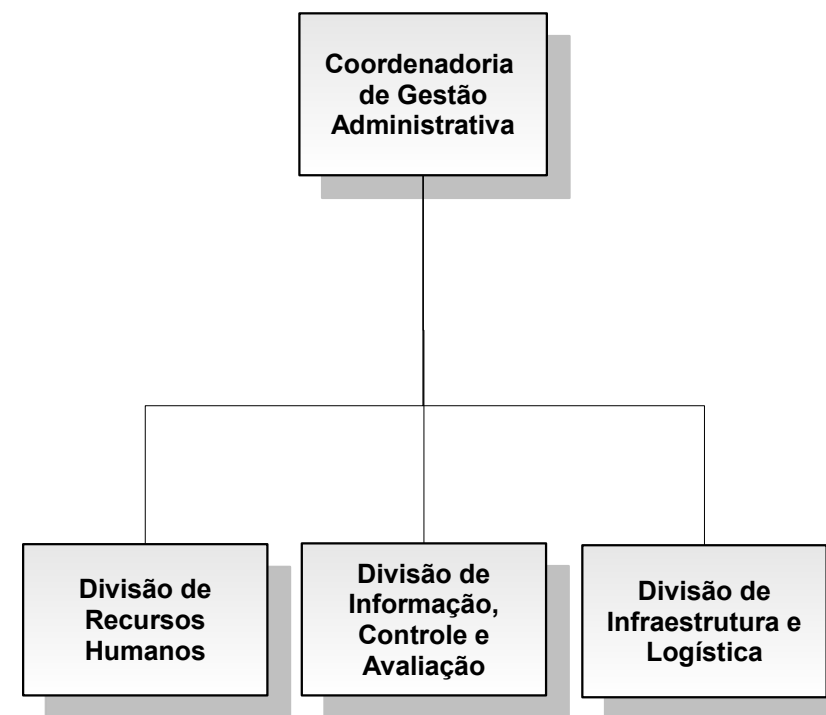 Coordenadoria
de Gestão
Administrativa
Divisão de
Recursos
Humanos
Divisão de
Informação,
Controle e
Avaliação
Divisão de
Infraestrutura e
Logística